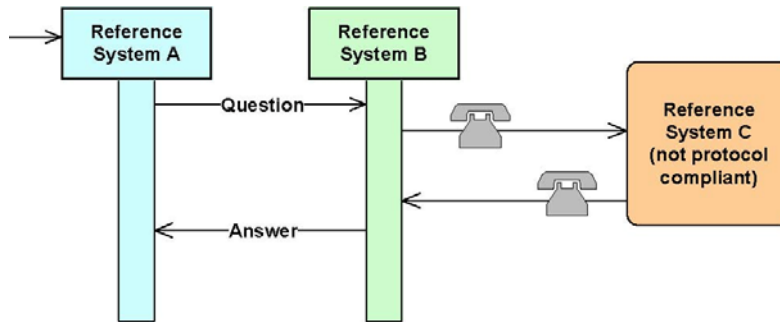 Reference
System A
Reference
System B
Question
Reference
System C
(not protocol
compliant)
Answer